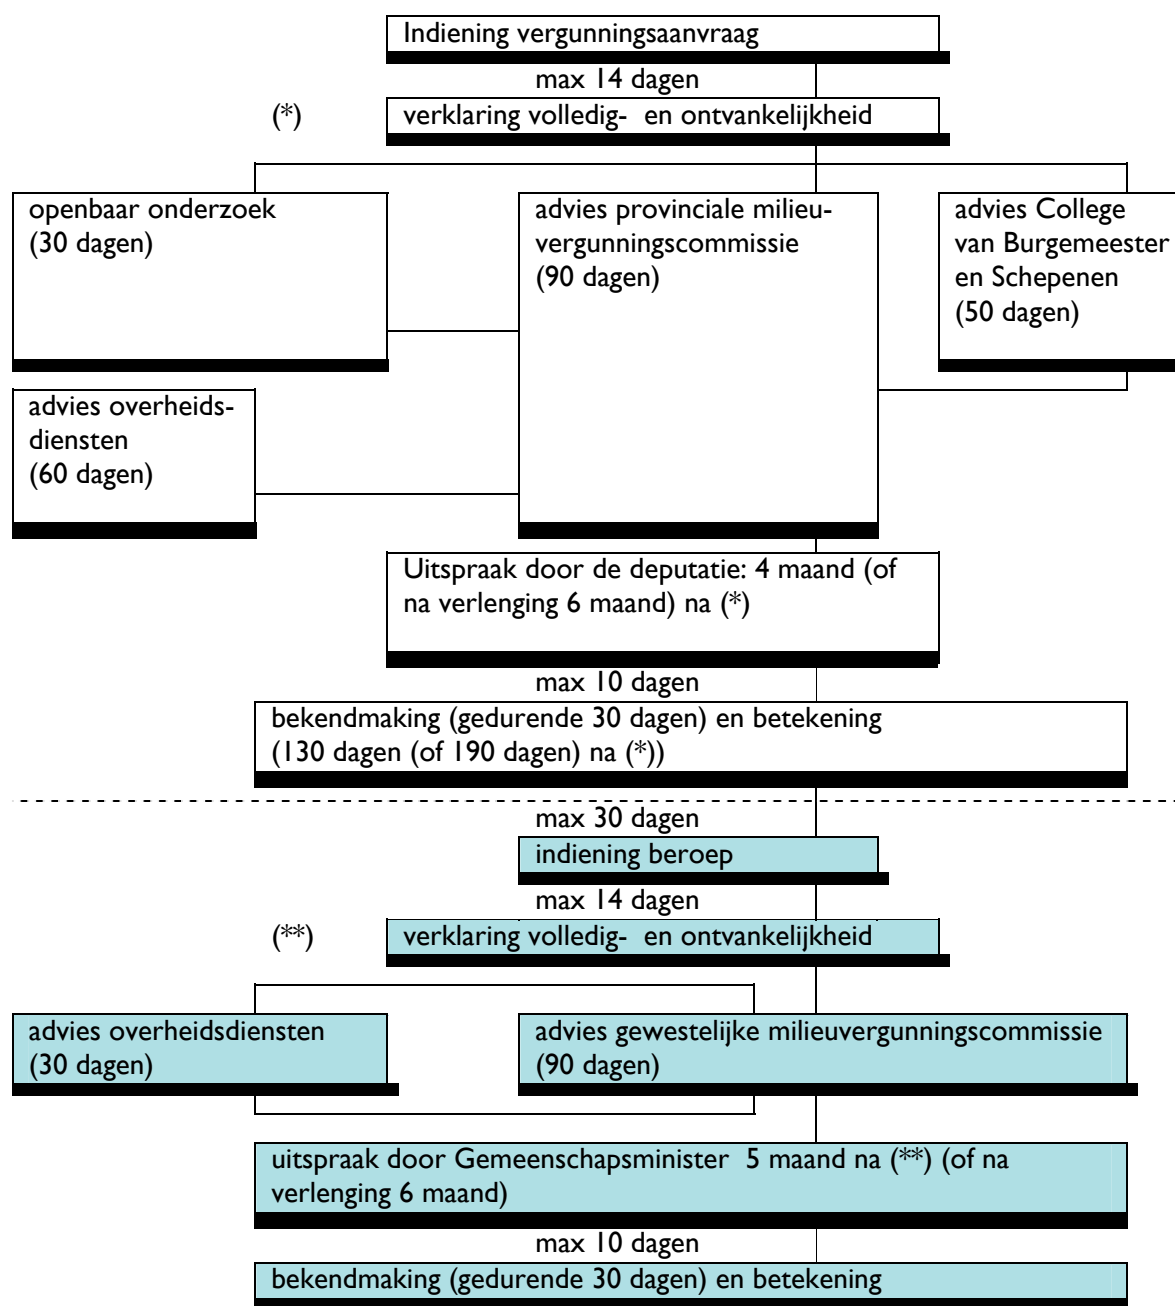 Indiening vergunningsaanvraag
max 14 dagen
(*)
verklaring volledig- en ontvankelijkheid
openbaar onderzoek
(30 dagen)
advies provinciale milieu-
vergunningscommissie
(90 dagen)
advies College
van Burgemeester
en Schepenen
(50 dagen)
advies overheids-
diensten
(60 dagen)
Uitspraak door de deputatie: 4 maand (of
na verlenging 6 maand) na (*)
max 10 dagen
bekendmaking (gedurende 30 dagen) en betekening
(130 dagen (of 190 dagen) na (*))
max 30 dagen
indiening beroep
max 14 dagen
(**)
verklaring volledig- en ontvankelijkheid
advies overheidsdiensten
(30 dagen)
advies gewestelijke milieuvergunningscommissie
(90 dagen)
uitspraak door Gemeenschapsminister 5 maand na (**) (of na
verlenging 6 maand)
max 10 dagen
bekendmaking (gedurende 30 dagen) en betekening